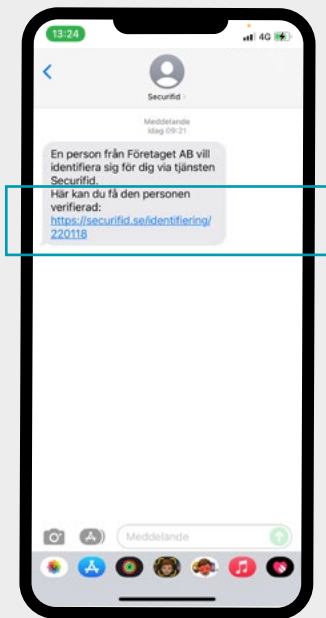 13:24
4G
Securifid
Meddelande
idag 09:21
En person från Företaget AB vill
identifiera sig för dig via tjänsten
Securifid.
Här kan du få den personen
verifierad:
https://securifid.se/identifiering/
220118
Meddelande